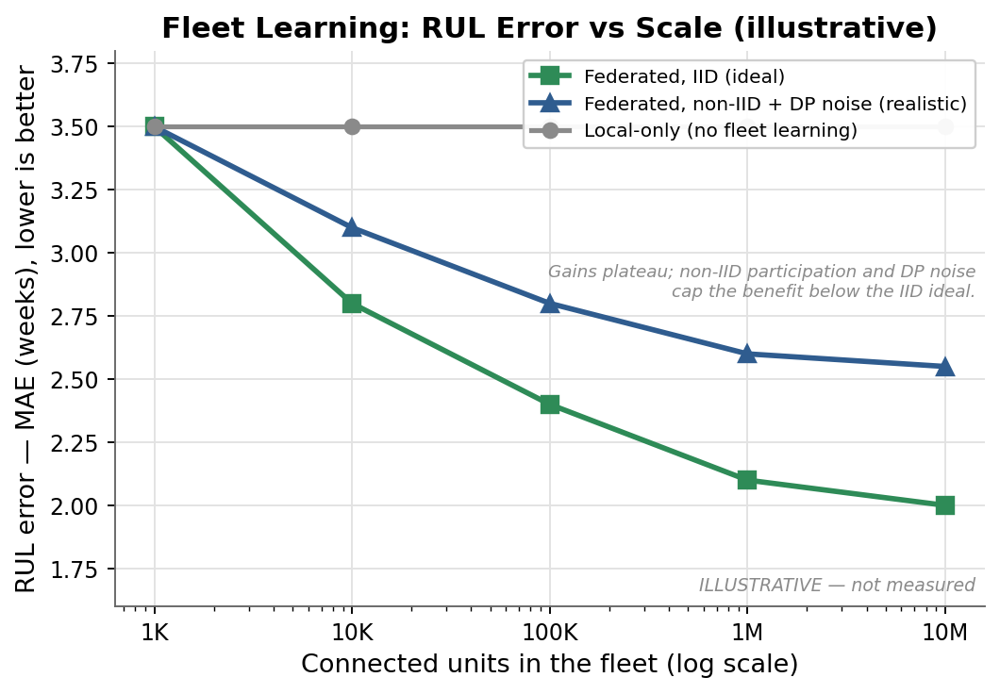 Fleet Learning: RUL Error vs Scale (illustrative)
RUL error — MAE (weeks), lower is better
3.75
3.50
3.25
3.00
2.75
2.50
2.25
2.00
1.75
Federated, IID (ideal)
Federated, non-IID + DP noise (realistic)
Local-only (no fleet learning)
Gains plateau; non-IID participation and DP noise
cap the benefit below the IID ideal.
ILLUSTRATIVE — not measured
1K
10K
100K
1M
10M
Connected units in the fleet (log scale)